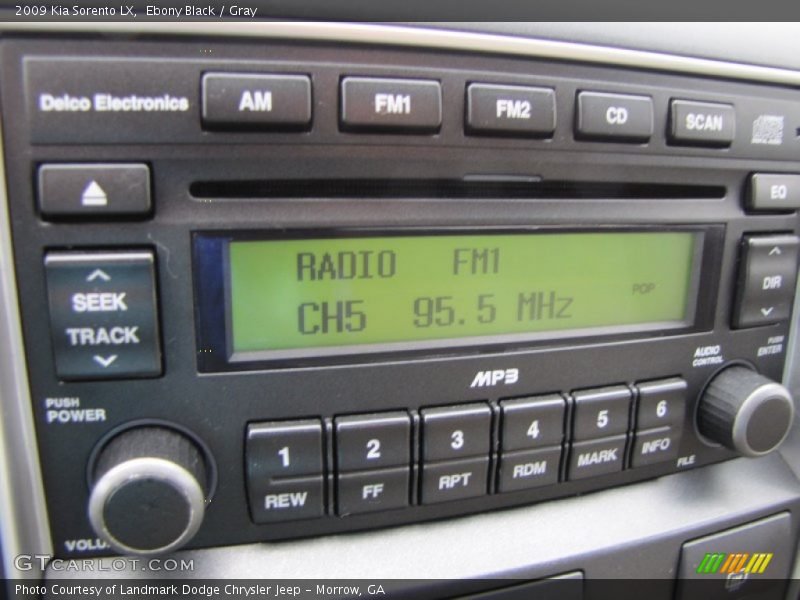 2009 Kia Sorento LX, Ebony Black / Gray
Delco Electronics
AM
FM1
FM2
CD
SCAN
EQ
SEEK
TRACK
RADIO FM1
CH5 95.5 MHz
POP
DIR
MP3
AUDIO
CONTROL
PUSH
ENTER
PUSH
POWER
1
2
3
4
5
6
REW
FF
RPT
RDM
MARK
INFO
FILE
GTCARLOT.COM
Photo Courtesy of Landmark Dodge Chrysler Jeep - Morrow, GA